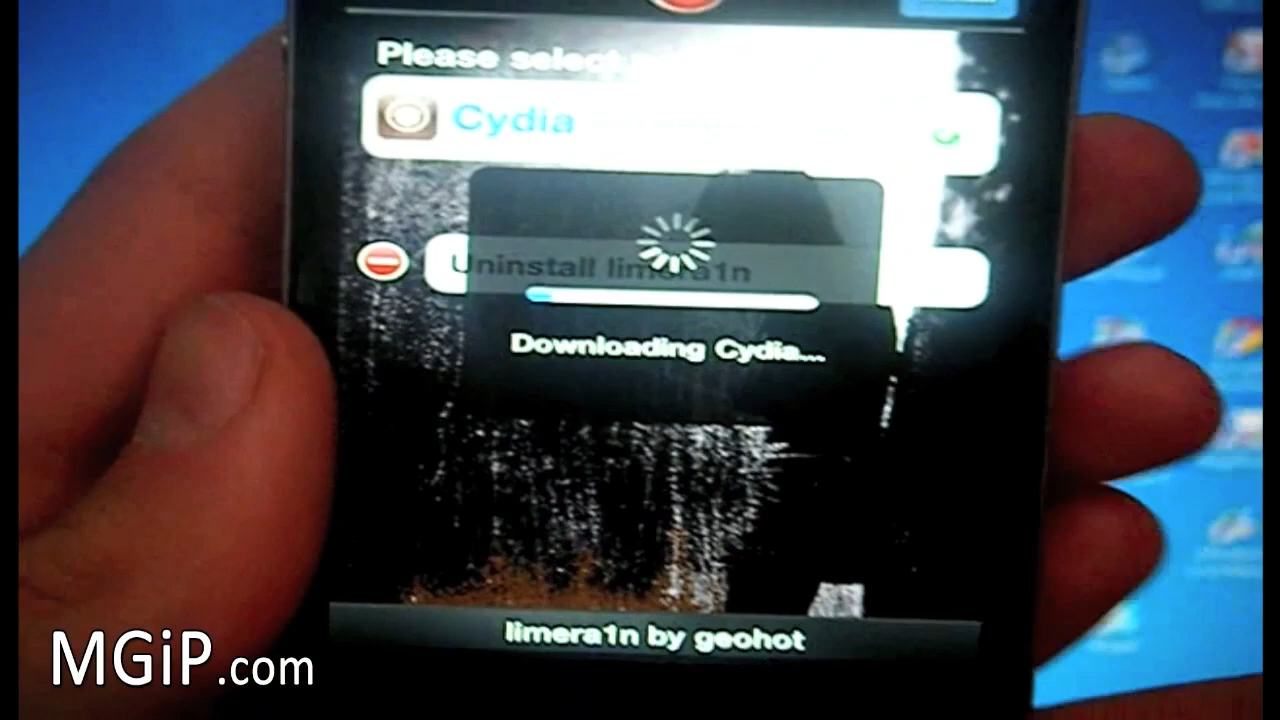 Please select
Cydia
Uninstall limera1n
Downloading Cydia...
limera1n by geohot
MGiP.com